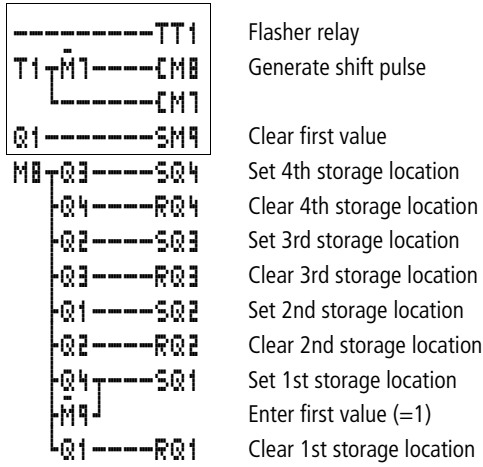 ---------TT1 Flasher relay
T1┬M̄7-----[M8 Generate shift pulse
└------[M7
Q1--------SM9 Clear first value
M8┬Q3----SQ4 Set 4th storage location
├Q4----RQ4 Clear 4th storage location
├Q2----SQ3 Set 3rd storage location
├Q3----RQ3 Clear 3rd storage location
├Q1----SQ2 Set 2nd storage location
├Q2----RQ2 Clear 2nd storage location
├Q4┬----SQ1 Set 1st storage location
├M̄9┘ Enter first value (=1)
└Q1----RQ1 Clear 1st storage location